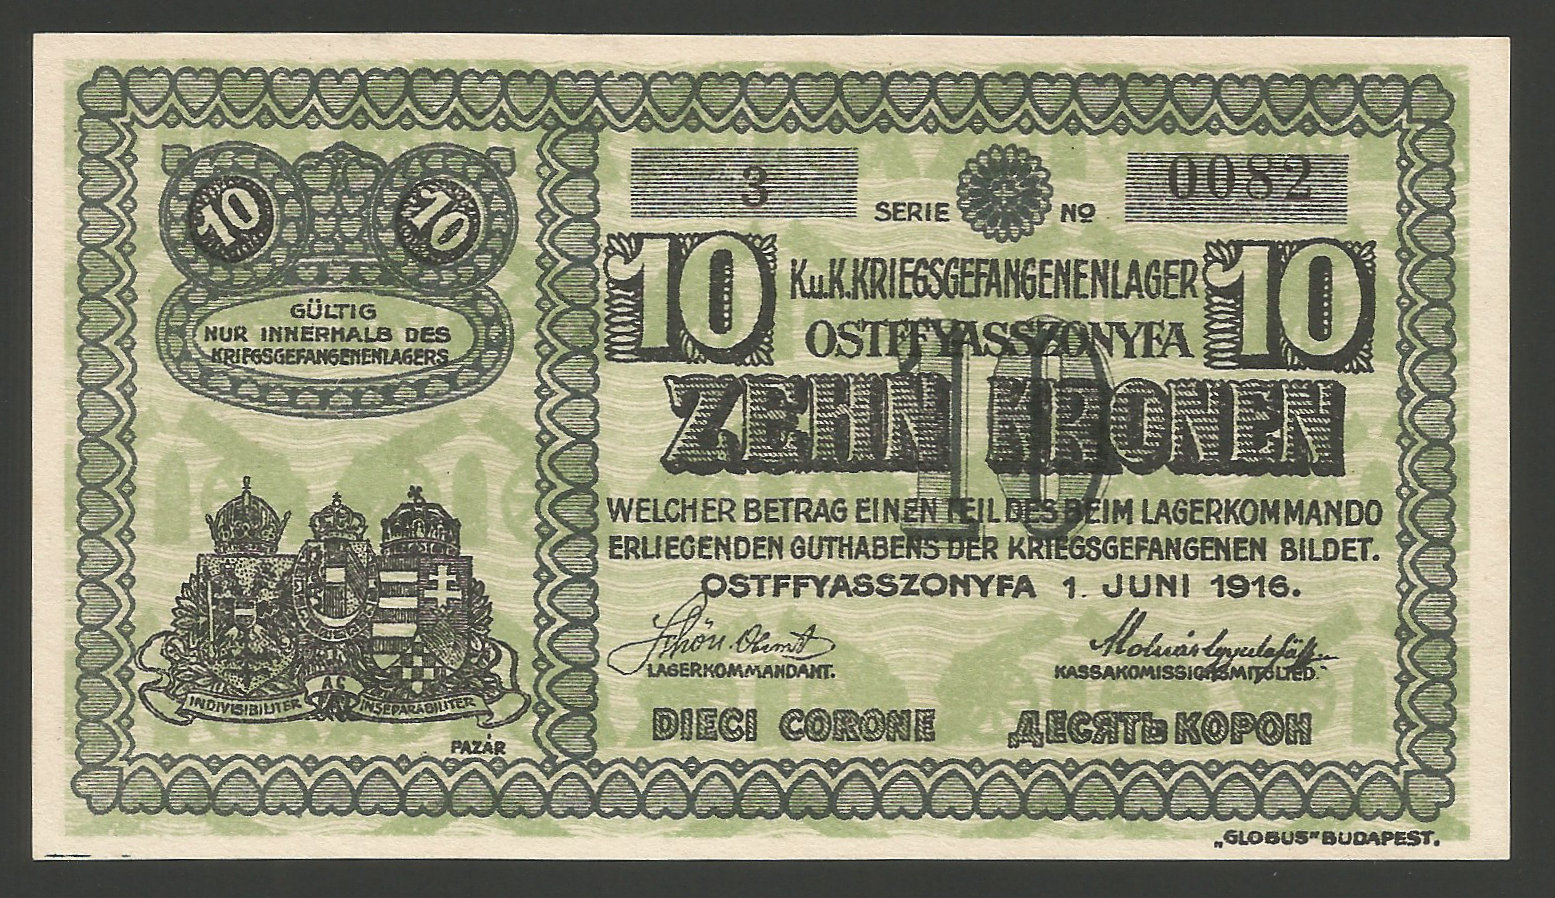 10 10
GÜLTIG
NUR INNERHALB DES
KRIEGSGEFANGENENLAGERS
INDIVISIBILITER AC INSEPARABILITER
PAZÁR
3 SERIE No 0082
10 K.u.K. KRIEGSGEFANGENENLAGER 10
OSTFFYASSZONYFA
ZEHN KRONEN
10
WELCHER BETRAG EINEN TEIL DES BEIM LAGERKOMMANDO
ERLIEGENDEN GUTHABENS DER KRIEGSGEFANGENEN BILDET.
OSTFFYASSZONYFA 1. JUNI 1916.
Schön
LAGERKOMMANDANT. KASSAKOMISSIONSMITGLIED.
DIECI CORONE ДЕСЯТЬ КОРОН
„GLOBUS" BUDAPEST.